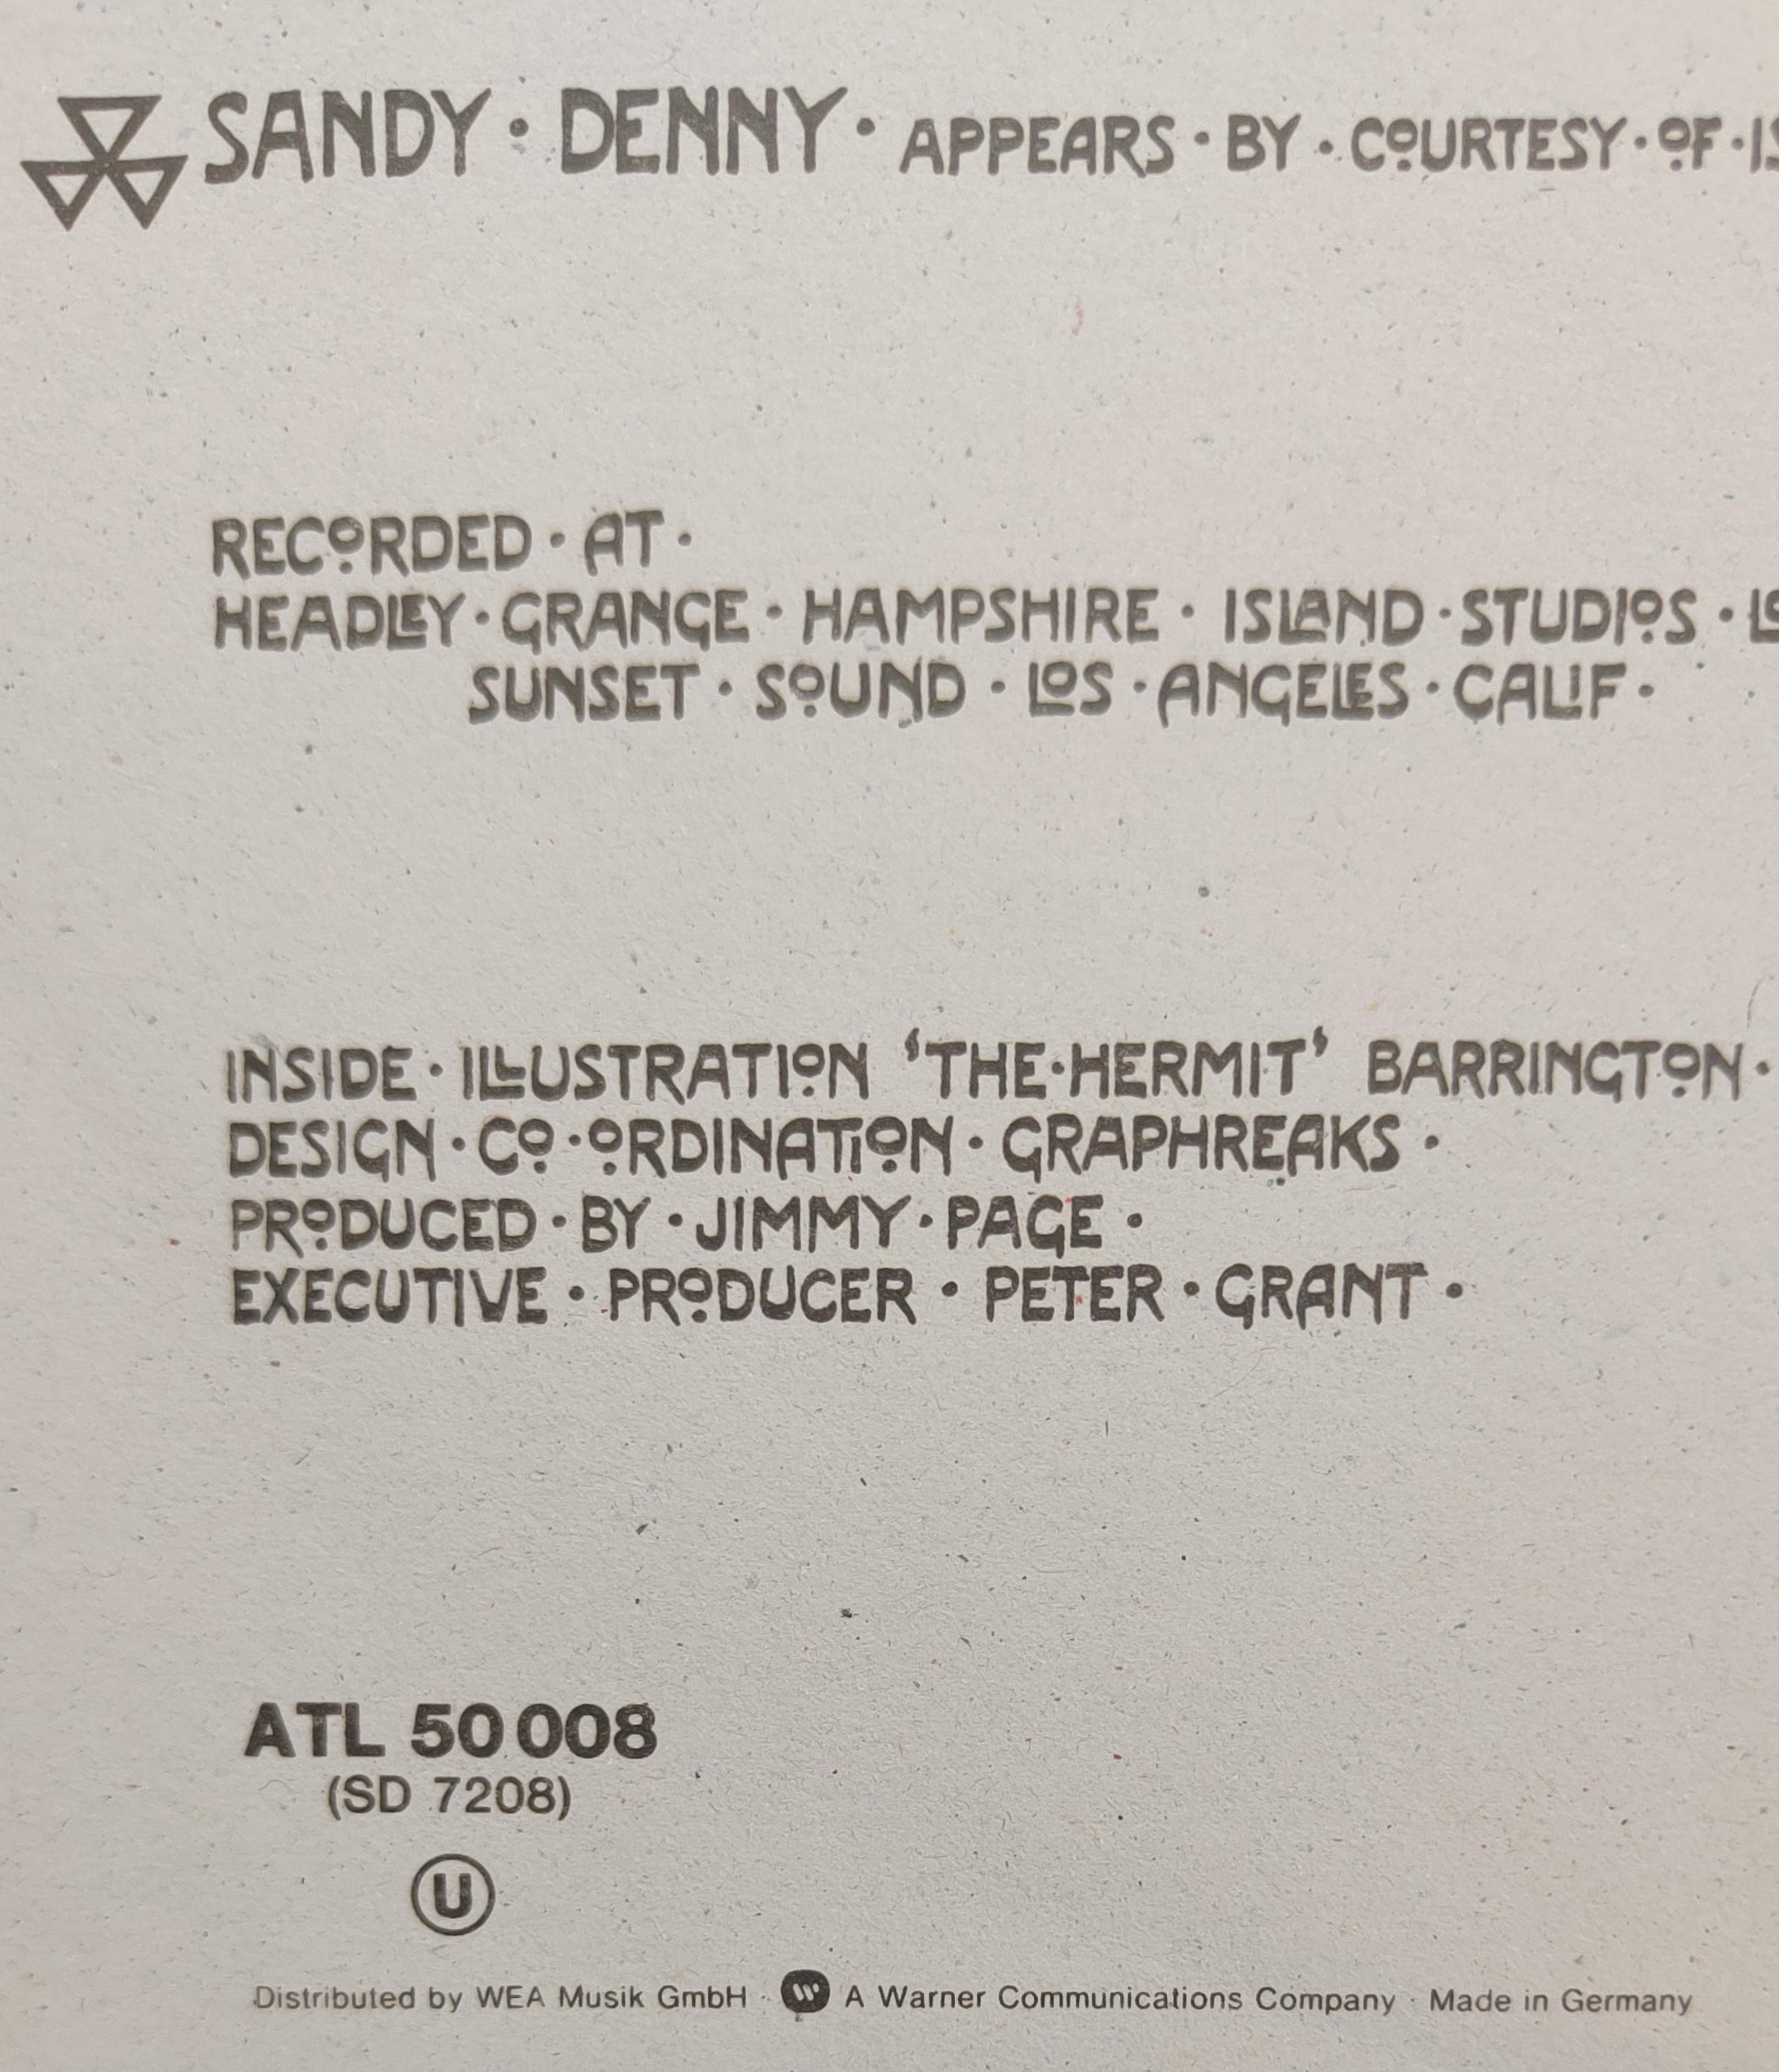 SANDY · DENNY · APPEARS · BY · COURTESY · OF ·
RECORDED · AT ·
HEADLEY · GRANGE · HAMPSHIRE · ISLAND · STUDIOS ·
SUNSET · SOUND · LOS · ANGELES · CALIF ·
INSIDE · ILLUSTRATION 'THE · HERMIT' BARRINGTON ·
DESIGN · CO · ORDINATION · GRAPHREAKS ·
PRODUCED · BY · JIMMY · PAGE ·
EXECUTIVE · PRODUCER · PETER · GRANT ·
ATL 50 008
(SD 7208)
U
Distributed by WEA Musik GmbH · W A Warner Communications Company · Made in Germany